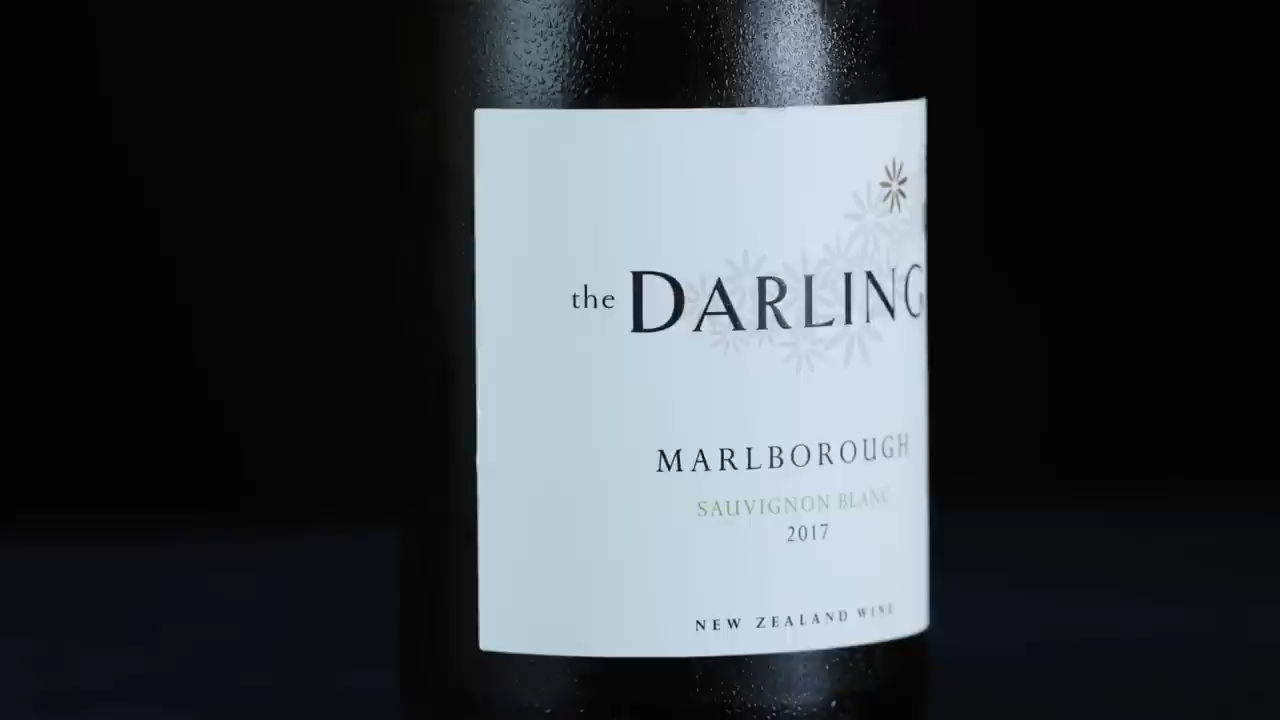 the DARLING
MARLBOROUGH
SAUVIGNON BLANC
2017
NEW ZEALAND WINE